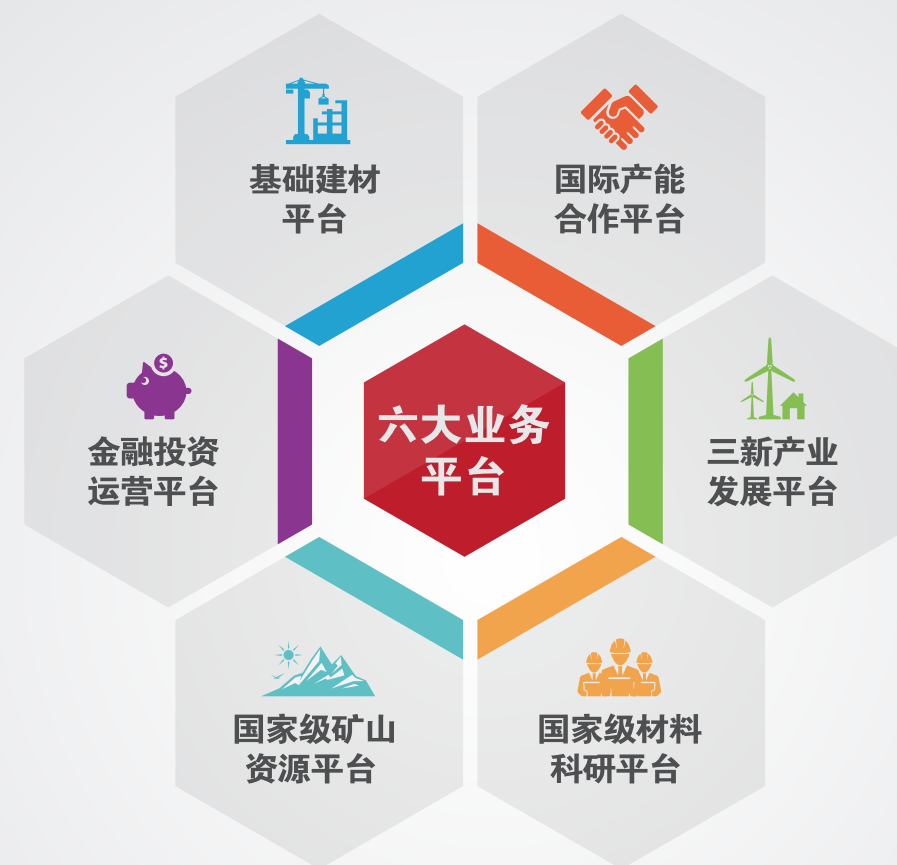 基础建材
平台
国际产能
合作平台
金融投资
运营平台
六大业务
平台
三新产业
发展平台
国家级矿山
资源平台
国家级材料
科研平台